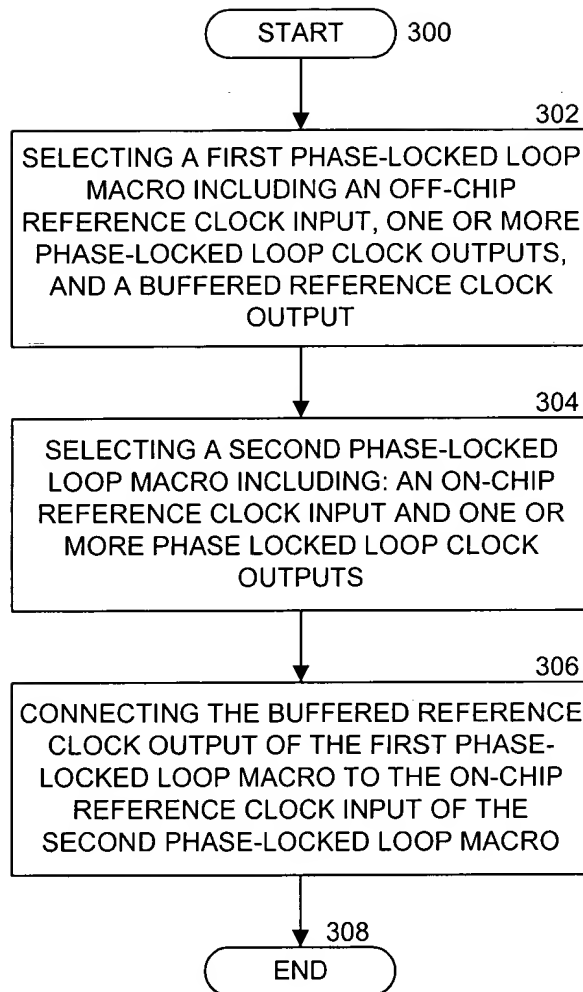 START 300
302
SELECTING A FIRST PHASE-LOCKED LOOP
MACRO INCLUDING AN OFF-CHIP
REFERENCE CLOCK INPUT, ONE OR MORE
PHASE-LOCKED LOOP CLOCK OUTPUTS,
AND A BUFFERED REFERENCE CLOCK
OUTPUT
304
SELECTING A SECOND PHASE-LOCKED
LOOP MACRO INCLUDING: AN ON-CHIP
REFERENCE CLOCK INPUT AND ONE OR
MORE PHASE LOCKED LOOP CLOCK
OUTPUTS
306
CONNECTING THE BUFFERED REFERENCE
CLOCK OUTPUT OF THE FIRST PHASE-
LOCKED LOOP MACRO TO THE ON-CHIP
REFERENCE CLOCK INPUT OF THE
SECOND PHASE-LOCKED LOOP MACRO
308
END